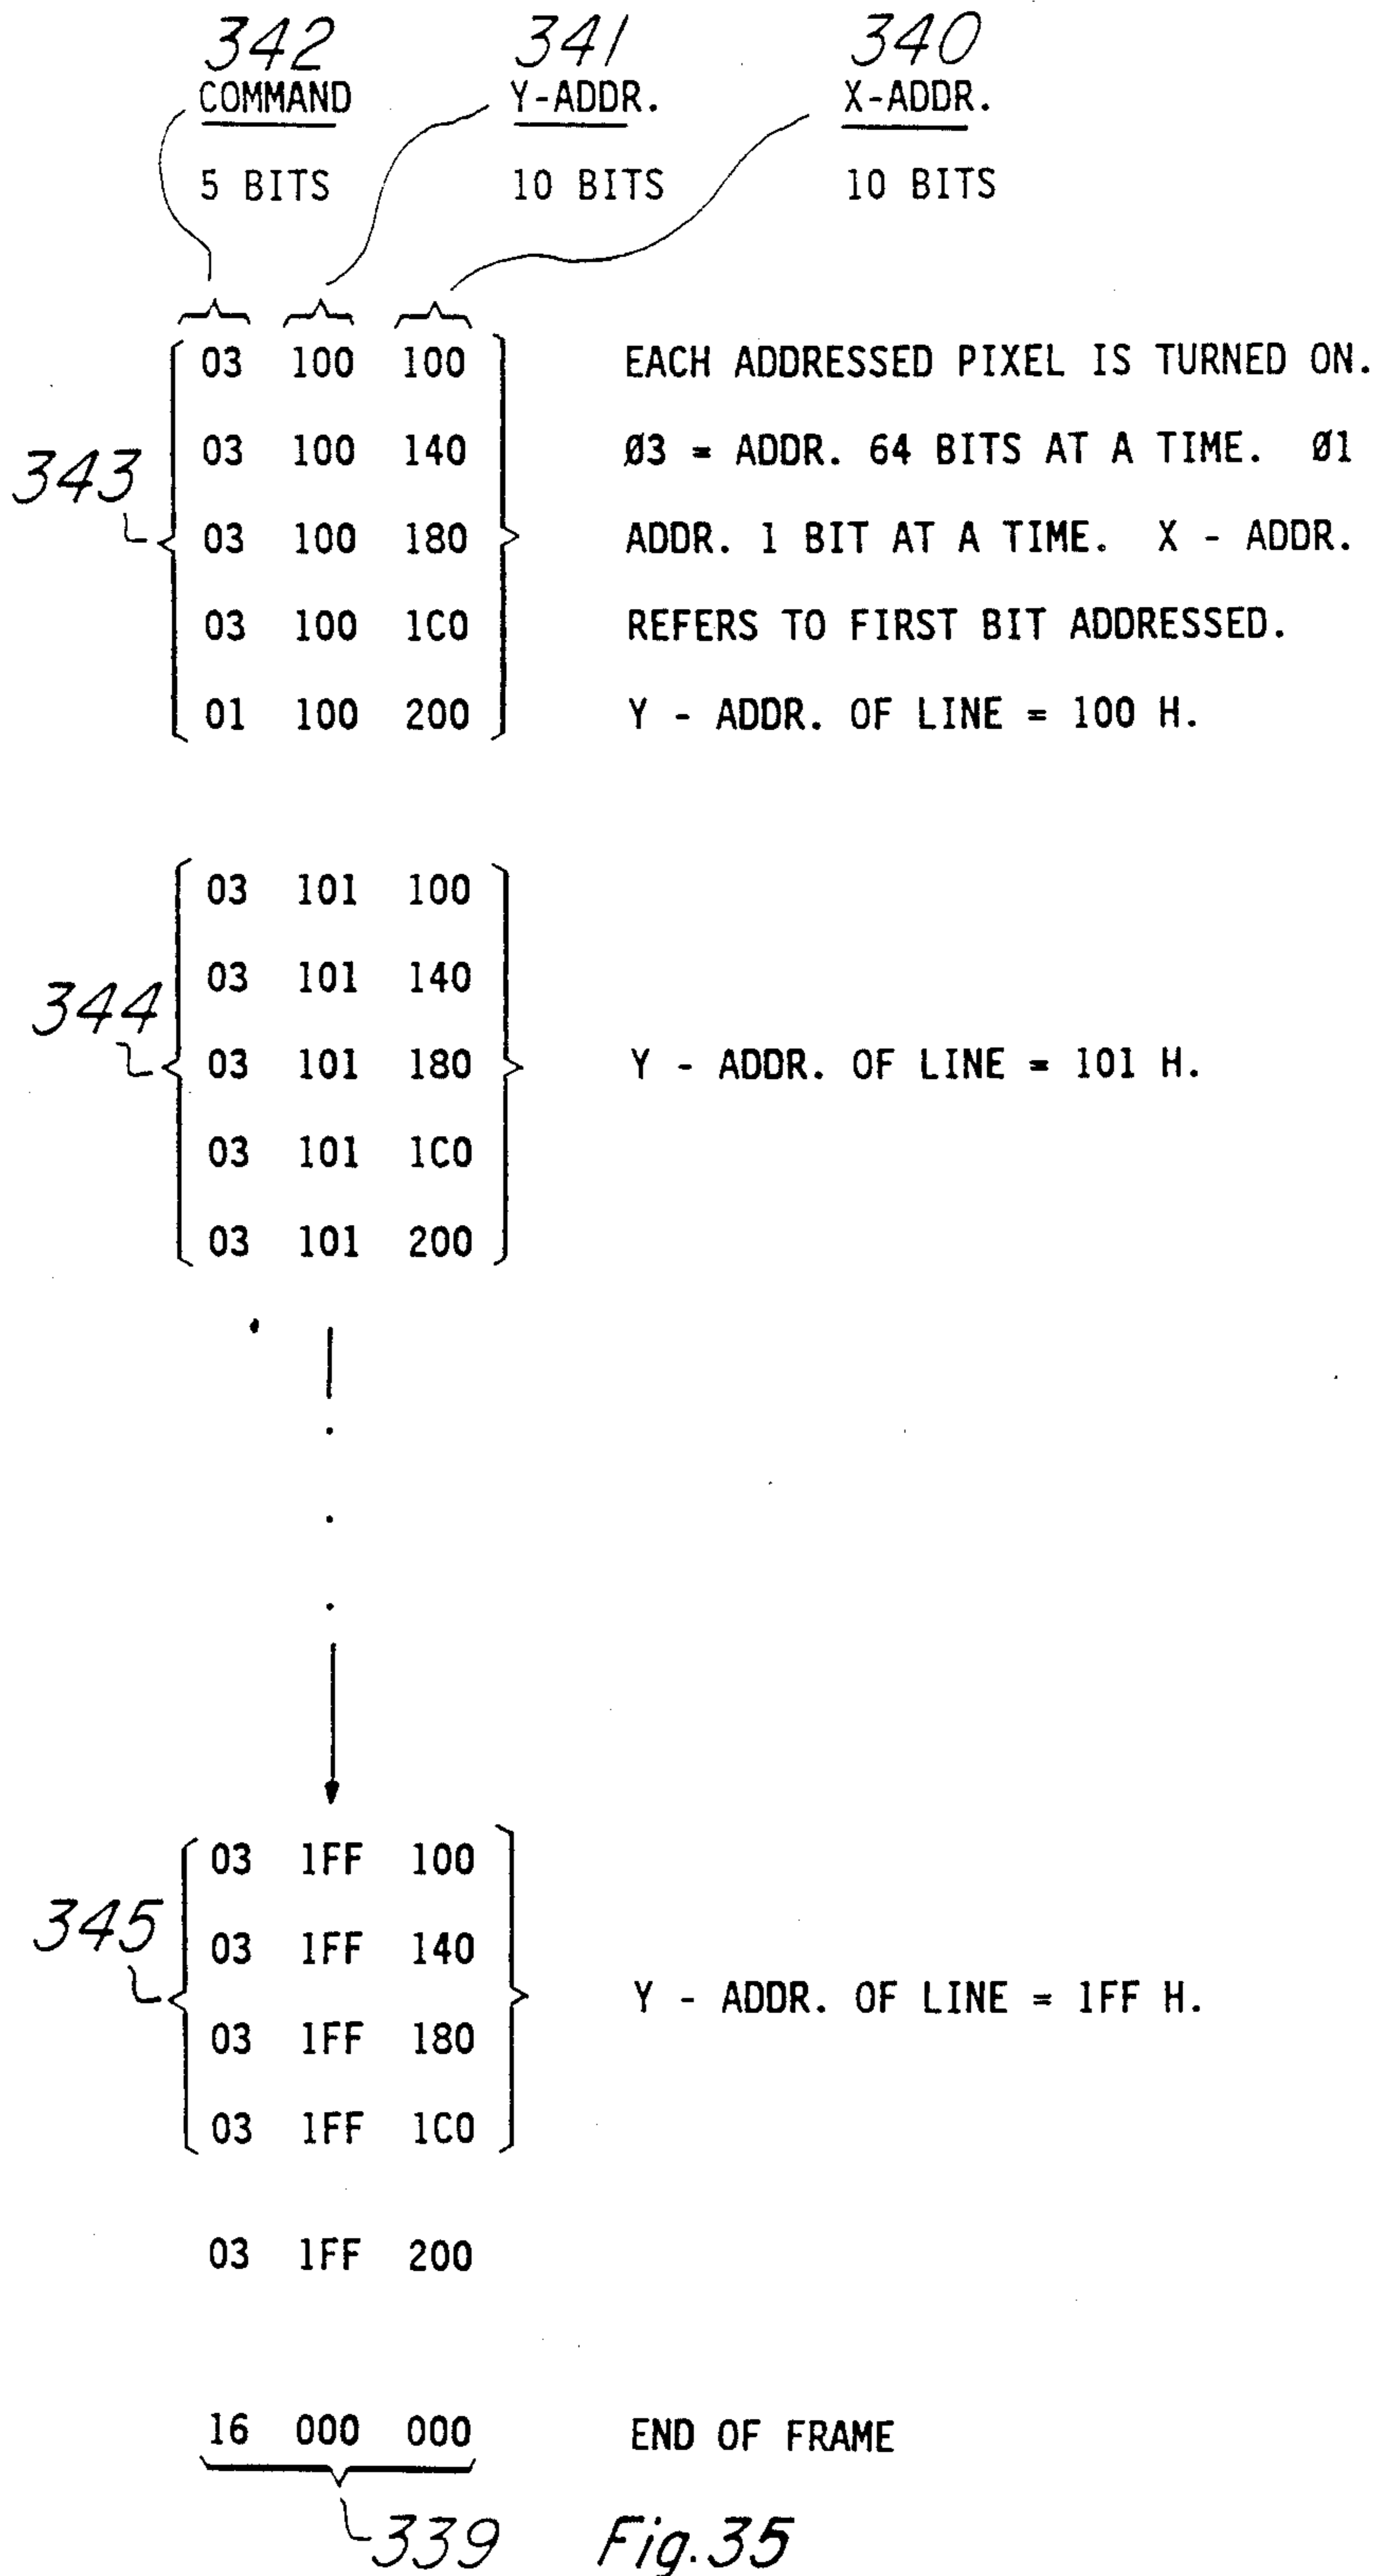 342 341 340
COMMAND Y-ADDR. X-ADDR.
5 BITS 10 BITS 10 BITS
03 100 100 EACH ADDRESSED PIXEL IS TURNED ON.
03 100 140 Ø3 = ADDR. 64 BITS AT A TIME. Ø1
343
03 100 180 ADDR. 1 BIT AT A TIME. X - ADDR.
03 100 1C0 REFERS TO FIRST BIT ADDRESSED.
01 100 200 Y - ADDR. OF LINE = 100 H.
03 101 100
03 101 140
344
03 101 180 Y - ADDR. OF LINE = 101 H.
03 101 1C0
03 101 200
03 1FF 100
345
03 1FF 140
Y - ADDR. OF LINE = 1FF H.
03 1FF 180
03 1FF 1C0
03 1FF 200
16 000 000 END OF FRAME
339 Fig.35